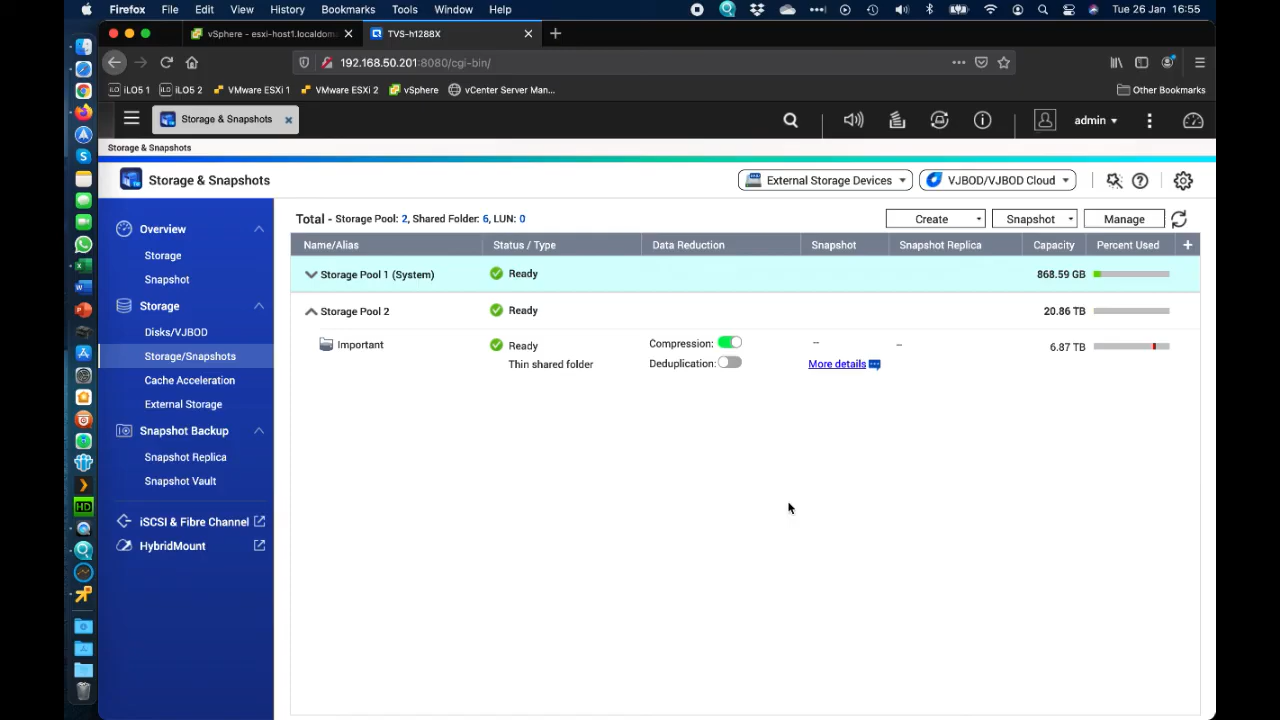 Firefox File Edit View History Bookmarks Tools Window Help Tue 26 Jan 16:55
vSphere - esxi-host1.localdoma TVS-h1288X
192.168.50.201:8080/cgi-bin/
iLO5 1 iLO5 2 VMware ESXi 1 VMware ESXi 2 vSphere vCenter Server Man... Other Bookmarks
Storage & Snapshots admin
Storage & Snapshots
Storage & Snapshots External Storage Devices VJBOD/VJBOD Cloud
Total - Storage Pool: 2, Shared Folder: 6, LUN: 0 Create Snapshot Manage
Overview
Storage
Snapshot
Storage
Disks/VJBOD
Storage/Snapshots
Cache Acceleration
External Storage
Snapshot Backup
Snapshot Replica
Snapshot Vault
iSCSI & Fibre Channel
HybridMount
Name/Alias Status / Type Data Reduction Snapshot Snapshot Replica Capacity Percent Used
Storage Pool 1 (System) Ready 868.59 GB
Storage Pool 2 Ready 20.86 TB
Important Ready Compression: -- -- 6.87 TB
Thin shared folder Deduplication: More details
HD